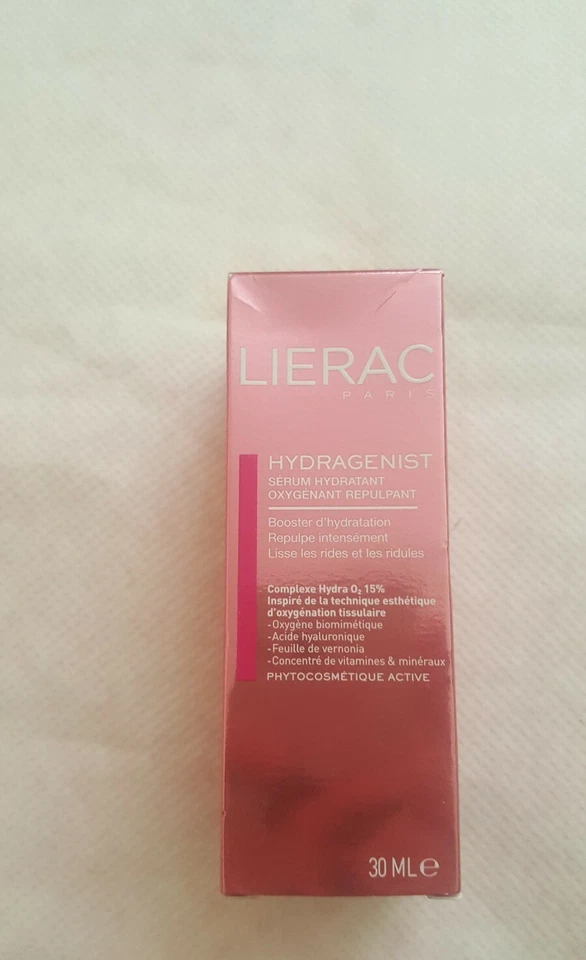 LIERAC
PARIS
HYDRAGENIST
SÉRUM HYDRATANT
OXYGÉNANT REPULPANT
Booster d'hydratation
Repulpe intensément
Lisse les rides et les ridules
Complexe Hydra O₂ 15%
Inspiré de la technique esthétique
d'oxygénation tissulaire
-Oxygène biomimétique
-Acide hyaluronique
-Feuille de vernonia
-Concentré de vitamines & minéraux
PHYTOCOSMÉTIQUE ACTIVE
30 ML ℮